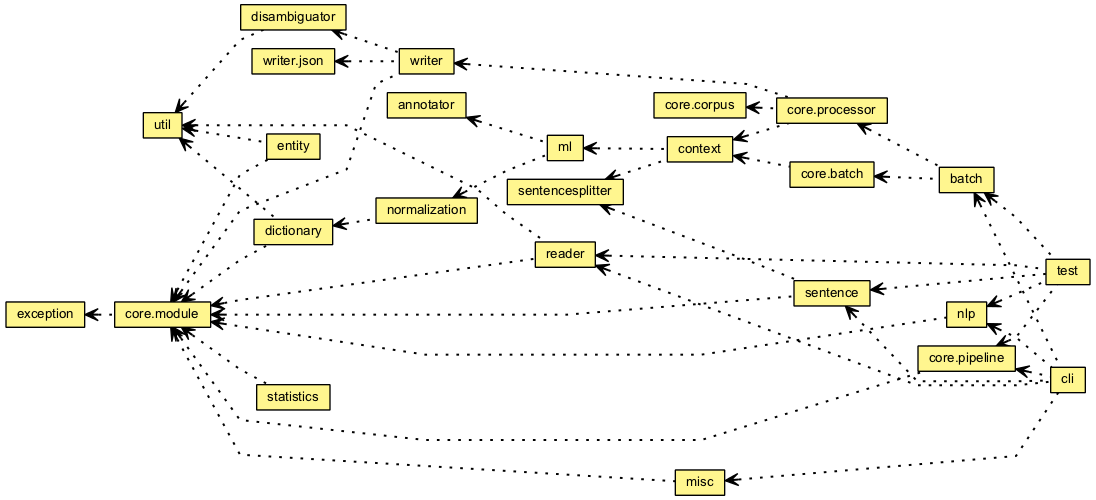 disambiguator
writer.json
writer
annotator
core.corpus
core.processor
util
entity
ml
context
sentencesplitter
core.batch
batch
normalization
dictionary
reader
test
sentence
exception
core.module
nlp
core.pipeline
cli
statistics
misc